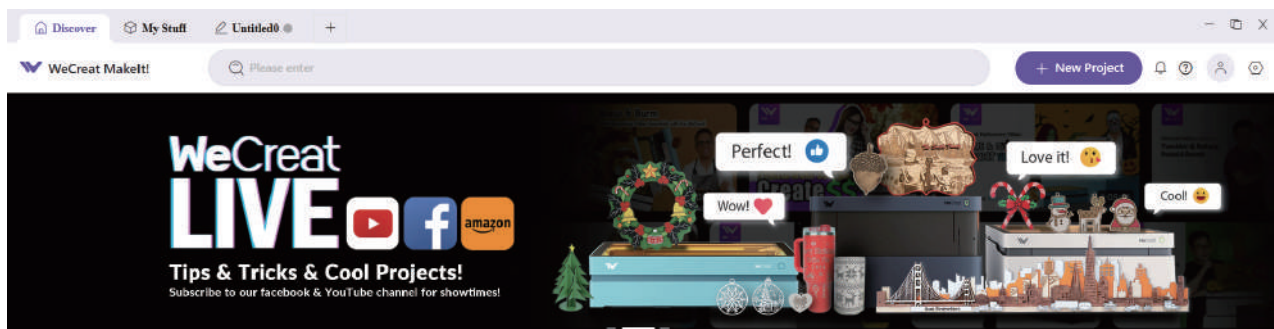 Discover My Stuff Untitled0 +
WeCreat MakeIt! Please enter + New Project
WeCreat
LIVE
amazon
Tips & Tricks & Cool Projects!
Subscribe to our facebook & YouTube channel for showtimes!
Perfect!
Love it!
Wow!
Cool!
Create $$